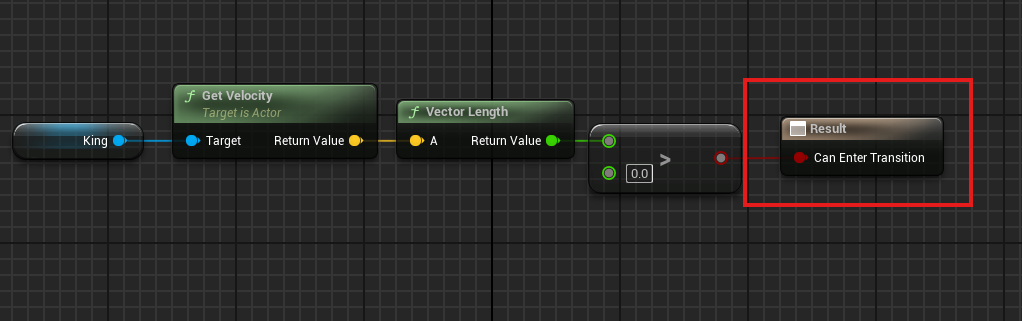 King
Get Velocity
Target is Actor
Target
Return Value
Vector Length
A
Return Value
>
0.0
Result
Can Enter Transition